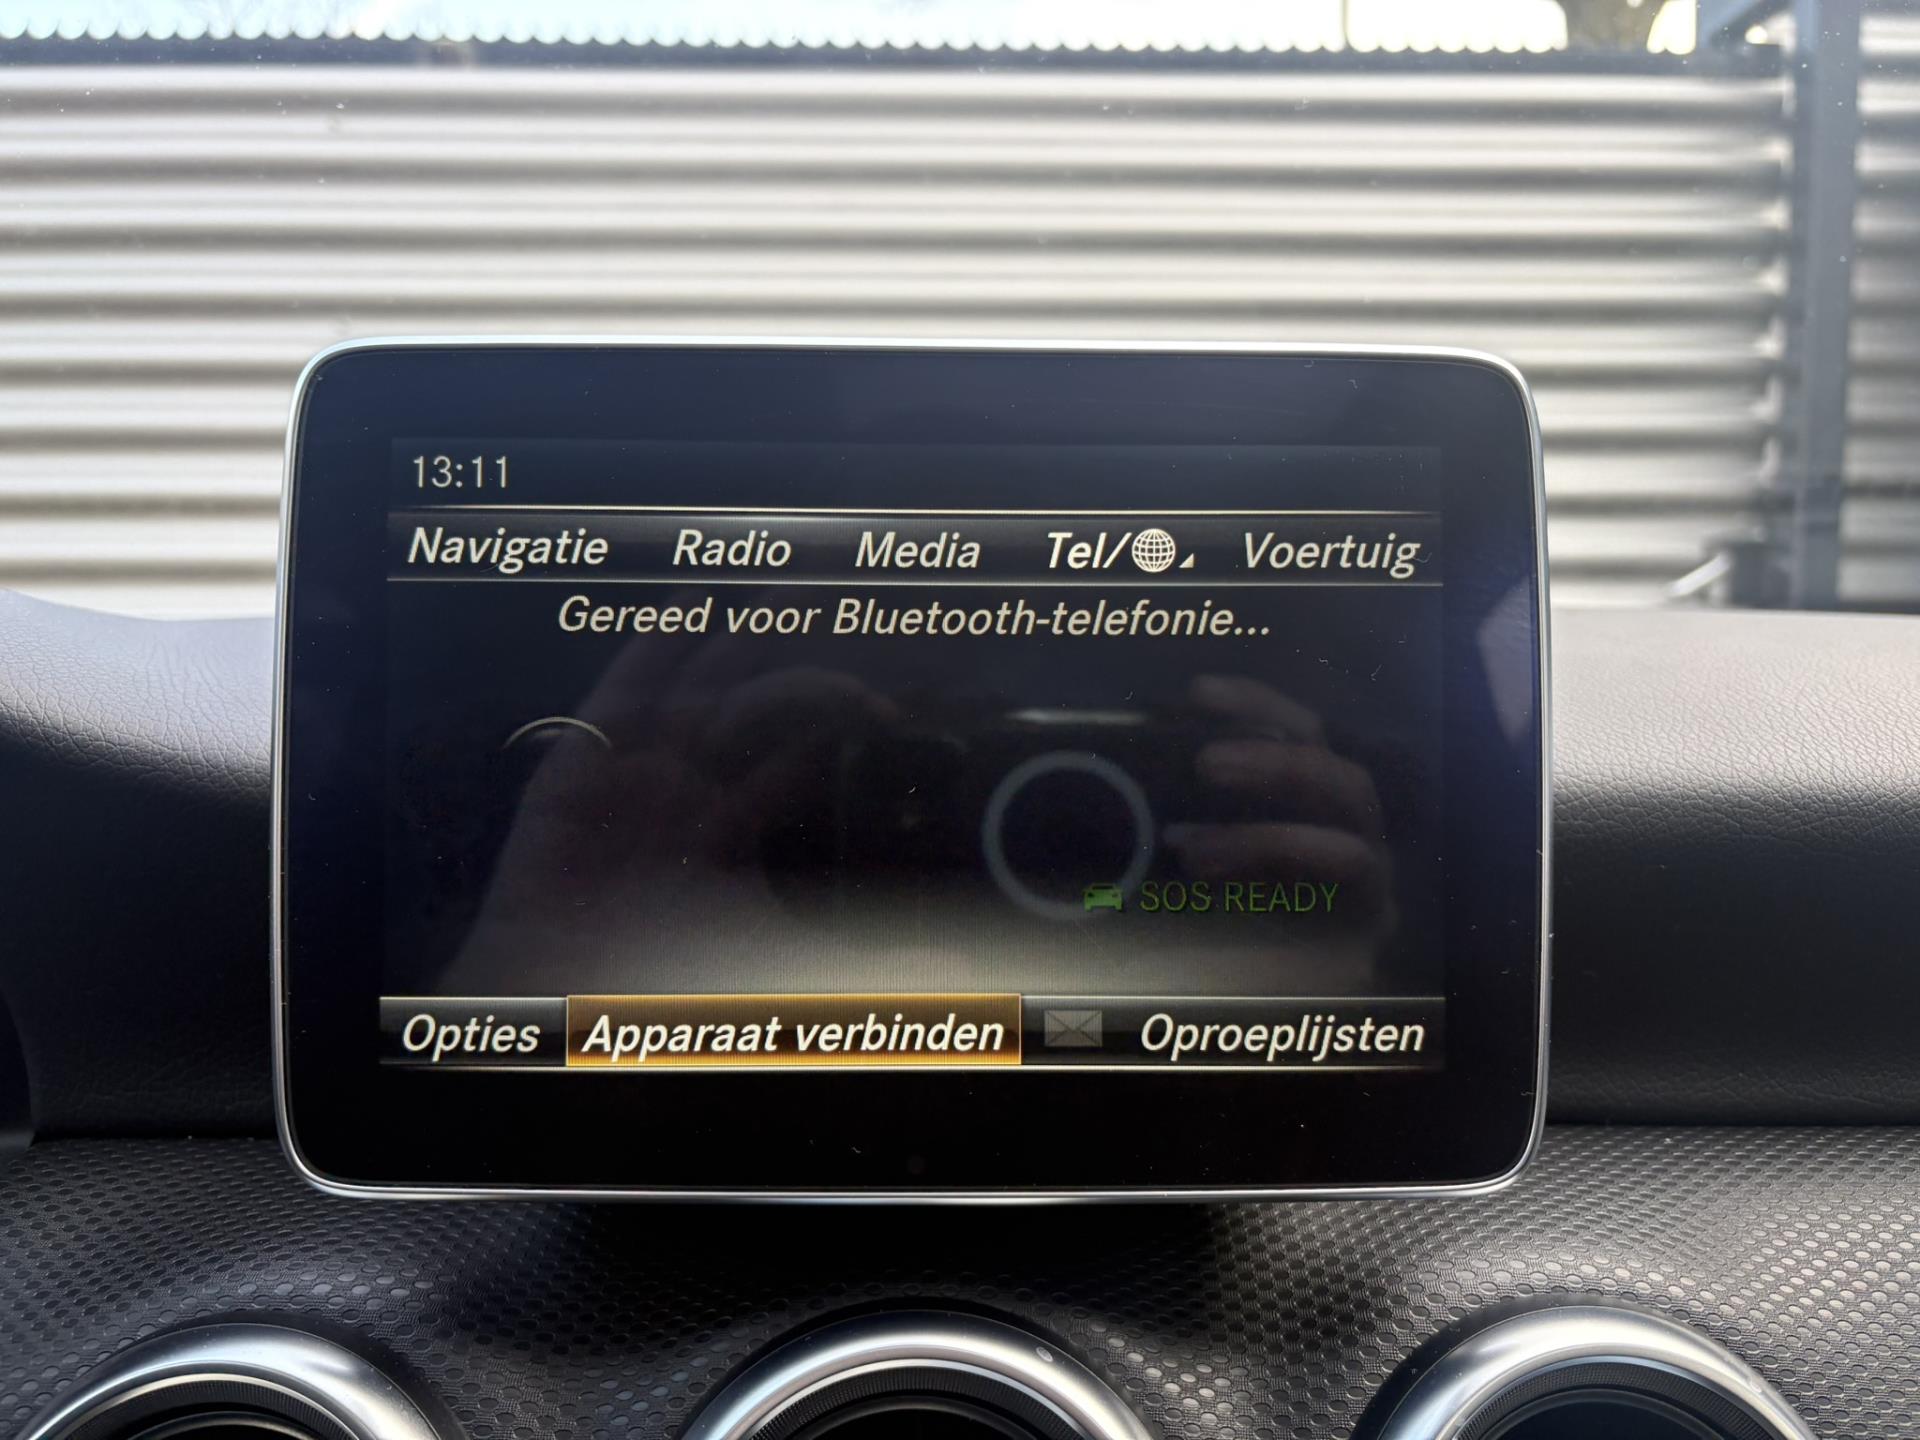 13:11
Navigatie Radio Media Tel/ Voertuig
Gereed voor Bluetooth-telefonie...
SOS READY
Opties Apparaat verbinden Oproeplijsten